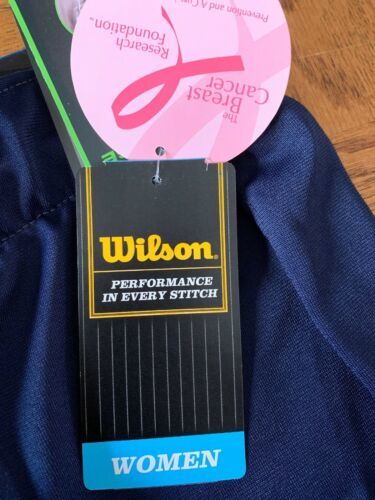 Prevention and A Cure
The
Breast
Cancer
Research
Foundation.
Wilson
PERFORMANCE
IN EVERY STITCH
WOMEN